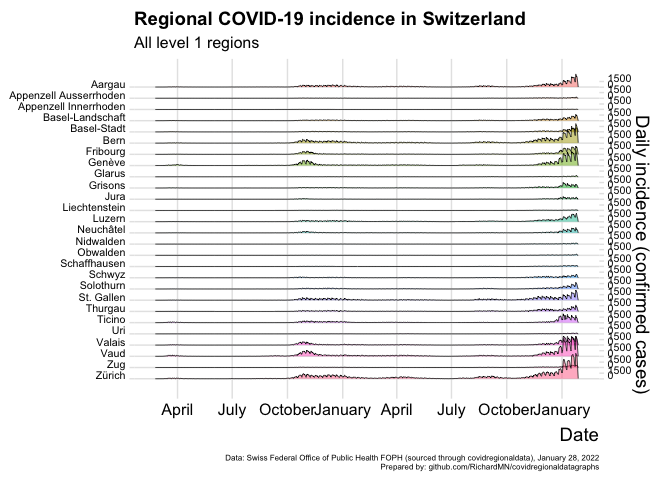 Regional COVID-19 incidence in Switzerland
All level 1 regions
Aargau
Appenzell Ausserrhoden
Appenzell Innerrhoden
Basel-Landschaft
Basel-Stadt
Bern
Fribourg
Genève
Glarus
Grisons
Jura
Liechtenstein
Luzern
Neuchâtel
Nidwalden
Obwalden
Schaffhausen
Schwyz
Solothurn
St. Gallen
Thurgau
Ticino
Uri
Valais
Vaud
Zug
Zürich
1500
0
Daily incidence (confirmed cases)
April July October January April July October January
Date
Data: Swiss Federal Office of Public Health FOPH (sourced through covidregionaldata), January 28, 2022
Prepared by: github.com/RichardMN/covidregionaldatagraphs